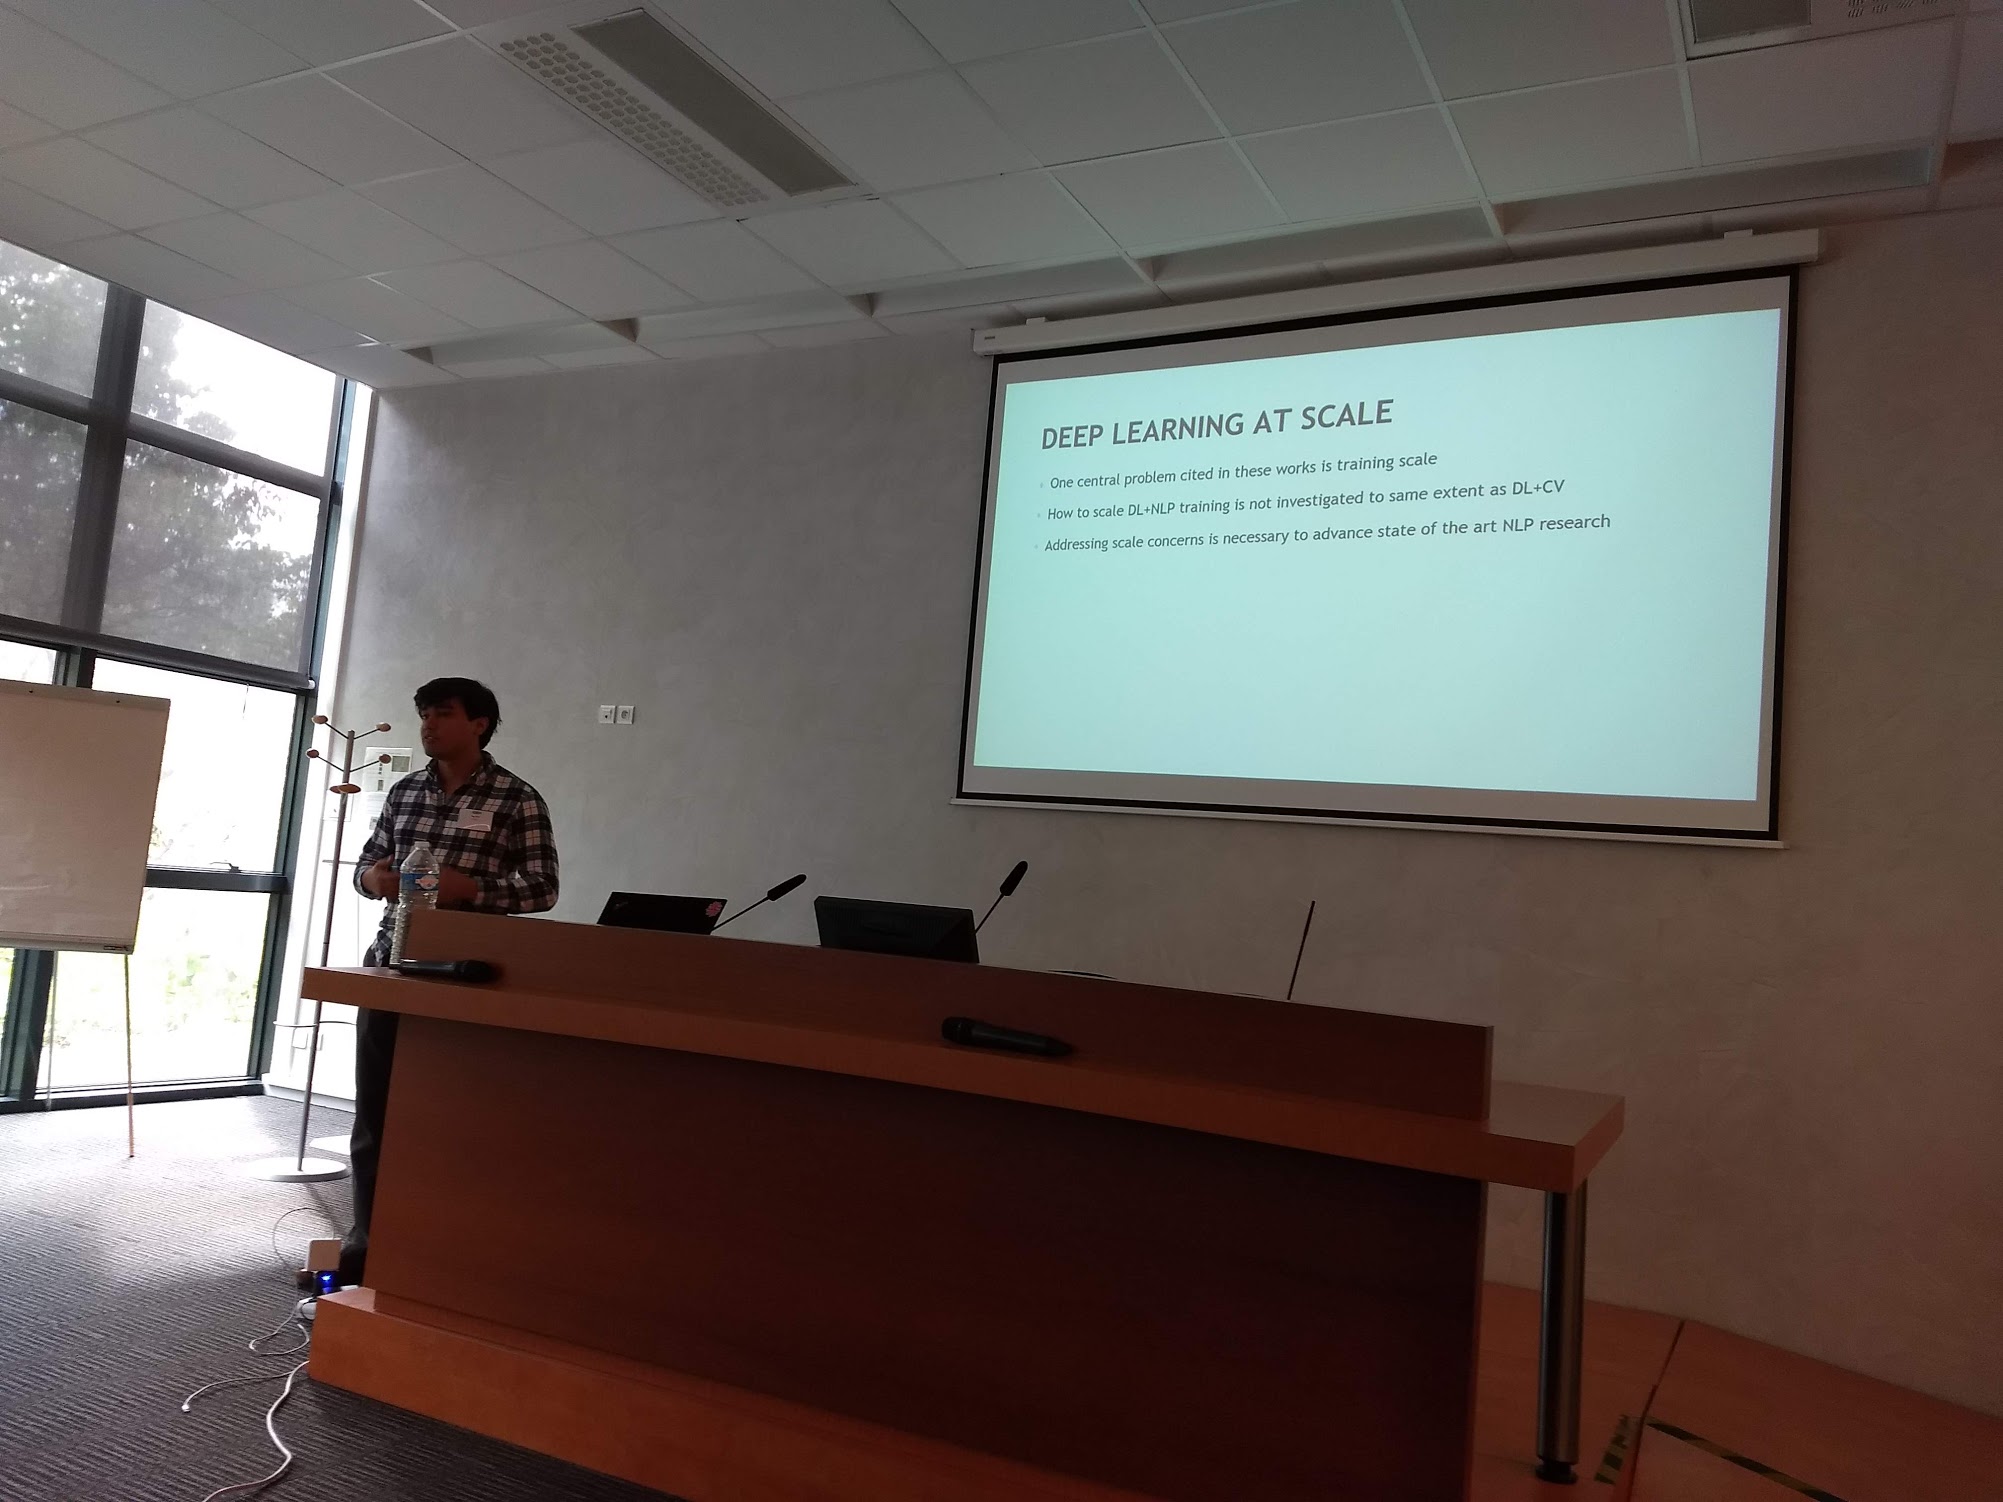 DEEP LEARNING AT SCALE
One central problem cited in these works is training scale
How to scale DL+NLP training is not investigated to same extent as DL+CV
Addressing scale concerns is necessary to advance state of the art NLP research